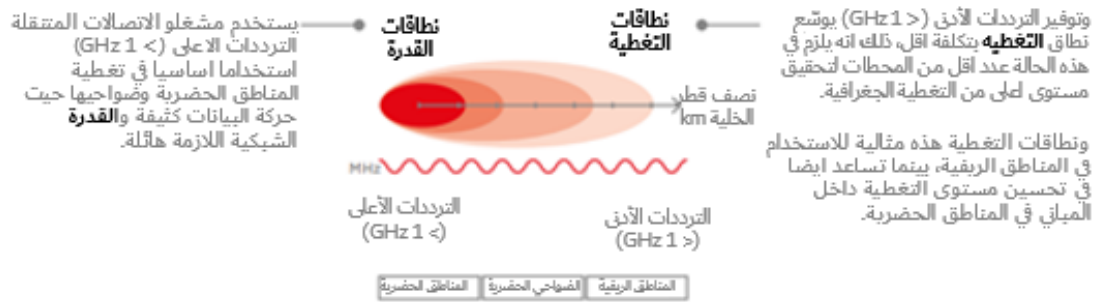 وتوفير الترددات الأدنى (< 1 GHz) يوسّع
نطاق التغطيه بتكلفة اقل، ذلك انه يلزم في
هذه الحالة عدد اقل من المحطات لتحقيق
مستوى اعلى من التغطية الجغرافية.
ونطاقات التغطية هذه مثالية للاستخدام
في المناطق الريفية، بينما تساعد ايضا
في تحسين مستوى التغطية داخل
المباني في المناطق الحضرية.
نطاقات
التغطية
نطاقات
القدرة
نصف قطر
الخلية km
MHz
الترددات الأدنى
(< 1 GHz)
الترددات الأعلى
(> 1 GHz)
يستخدم مشغلو الاتصالات المتنقلة
الترددات الاعلى (> 1 GHz)
استخداما اساسيا في تغطية
المناطق الحضرية وضواحيها حيت
حركة البيانات كثيفة والقدرة
الشبكية اللازمة هائلة.
المناطق الريفية
الضواحي الحضرية
المناطق الحضرية